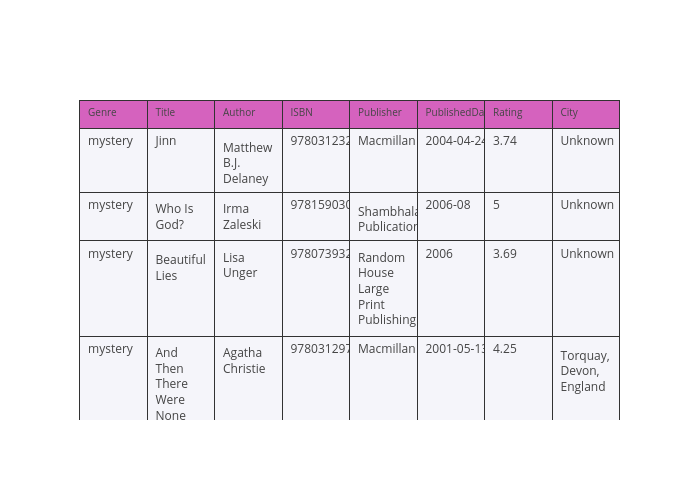 Genre Title Author ISBN Publisher PublishedDa Rating City
mystery Jinn Matthew B.J. Delaney 978031232 Macmillan 2004-04-24 3.74 Unknown
mystery Who Is God? Irma Zaleski 978159030 Shambhala Publication 2006-08 5 Unknown
mystery Beautiful Lies Lisa Unger 978073932 Random House Large Print Publishing 2006 3.69 Unknown
mystery And Then There Were None Agatha Christie 978031297 Macmillan 2001-05-13 4.25 Torquay, Devon, England